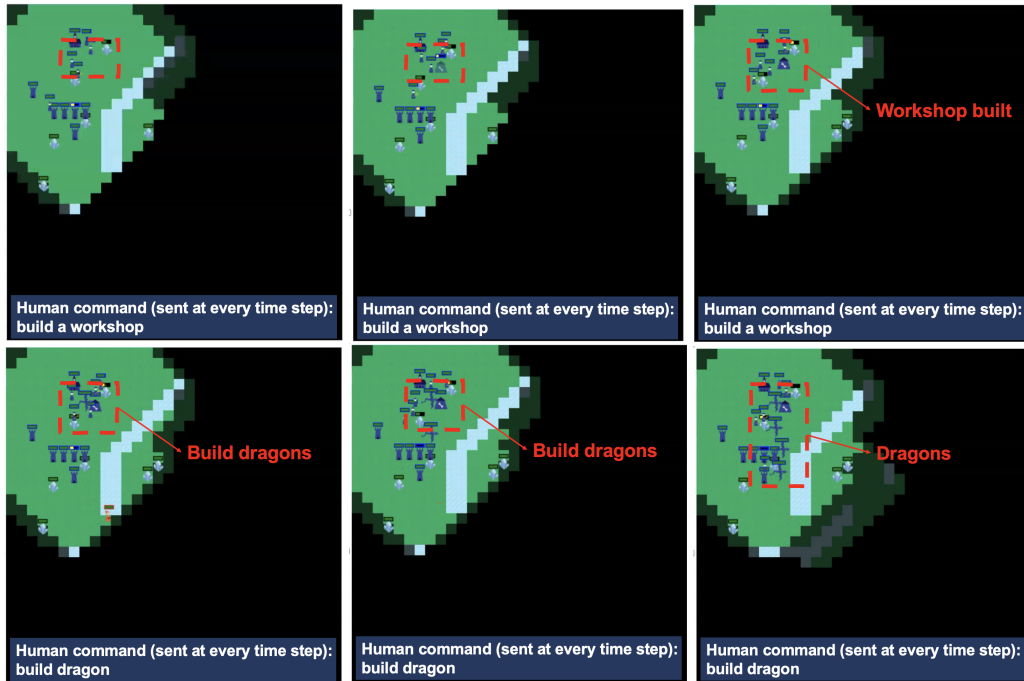 Workshop built
Human command (sent at every time step):
build a workshop
Human command (sent at every time step):
build a workshop
Human command (sent at every time step):
build a workshop
Build dragons
Build dragons
Dragons
Human command (sent at every time step):
build dragon
Human command (sent at every time step):
build dragon
Human command (sent at every time step):
build dragon